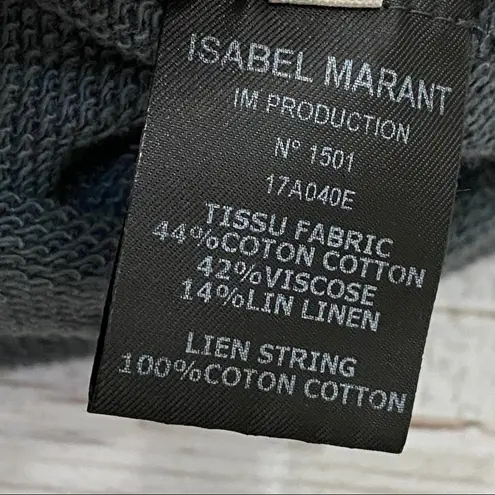 ISABEL MARANT
IM PRODUCTION
N° 1501
17A040E
TISSU FABRIC
44%COTON COTTON
42%VISCOSE
14%LIN LINEN
LIEN STRING
100%COTON COTTON